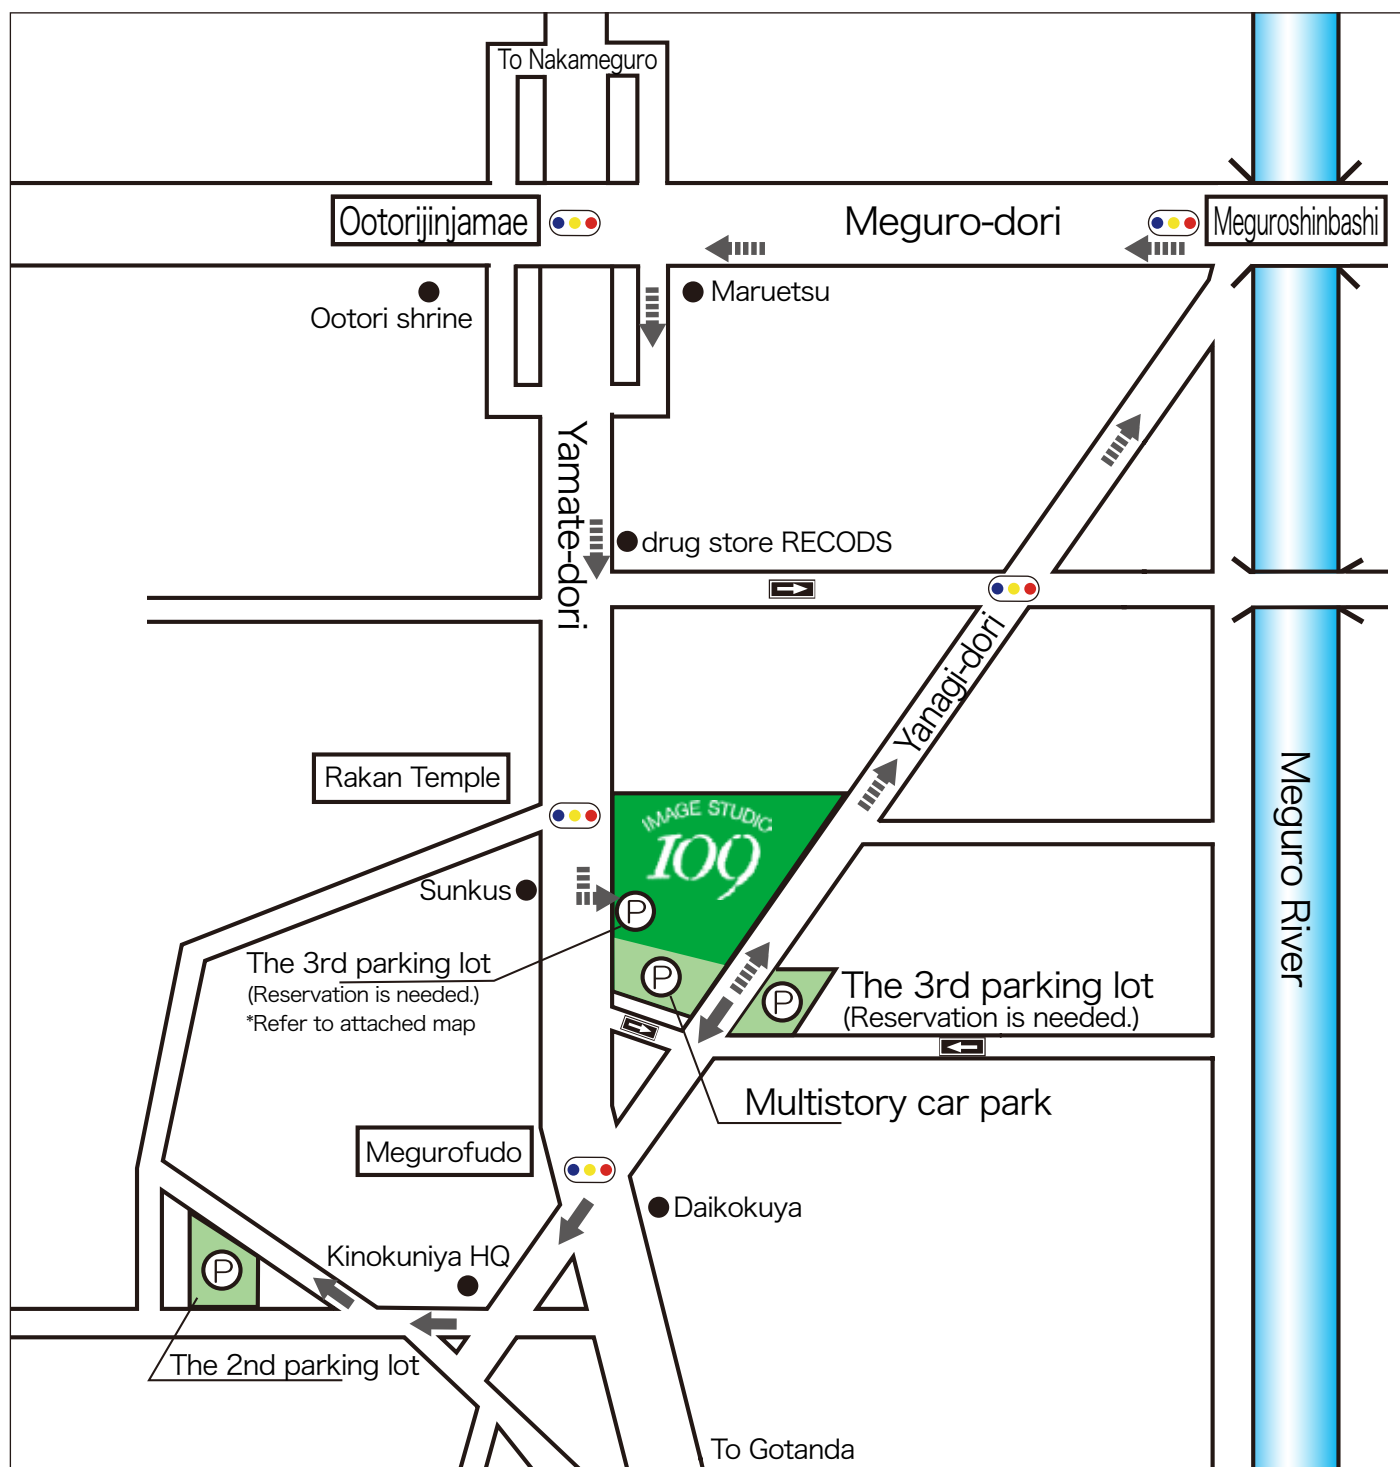 To Nakameguro
Ootorijinjamae
Meguro-dori
Meguroshinbashi
Ootori shrine
Maruetsu
Yamate-dori
drug store RECODS
Yanagi-dori
Rakan Temple
IMAGE STUDIO
109
Meguro River
Sunkus
P
The 3rd parking lot
(Reservation is needed.)
*Refer to attached map
P
P
The 3rd parking lot
(Reservation is needed.)
Multistory car park
Megurofudo
Daikokuya
Kinokuniya HQ
P
The 2nd parking lot
To Gotanda